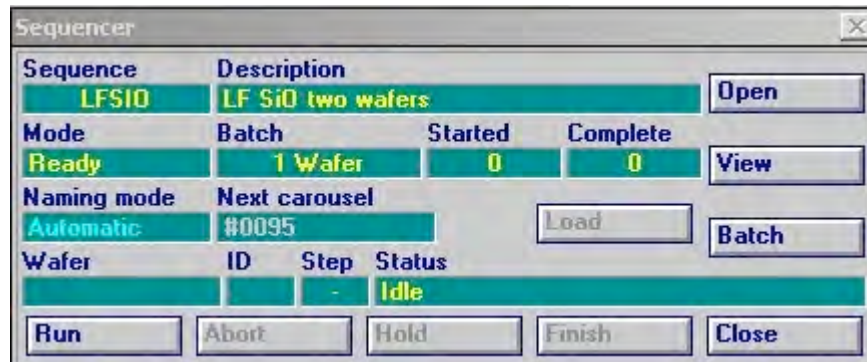 Sequencer
Sequence Description
LFSIO LF SiO two wafers Open
Mode Batch Started Complete
Ready 1 Wafer 0 0 View
Naming mode Next carousel
Automatic #0095 Load Batch
Wafer ID Step Status
- Idle
Run Abort Hold Finish Close